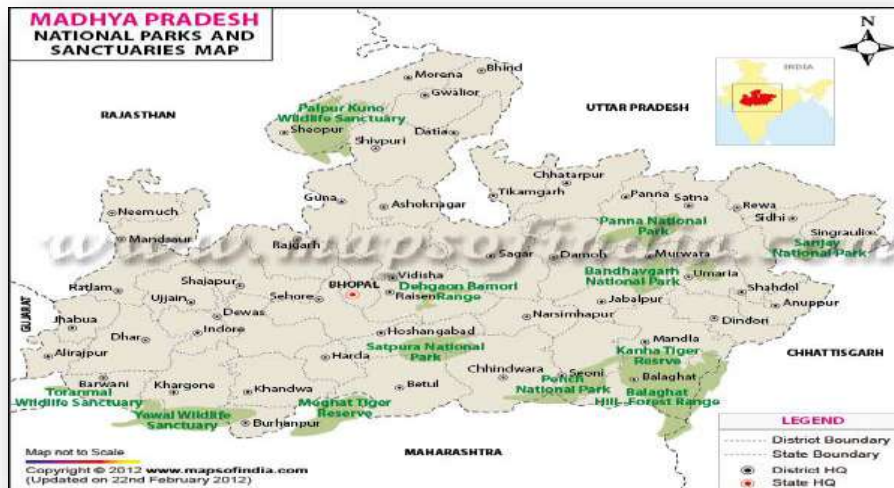 MADHYA PRADESH
NATIONAL PARKS AND
SANCTUARIES MAP
N
INDIA
RAJASTHAN
UTTAR PRADESH
Bhind
Morena
Gwalior
Palpur Kuno
Wildlife Sanctuary
Sheopur
Datia
Shivpuri
Chhatarpur
Tikamgarh
Panna
Satna
Rewa
Sidhi
Singrauli
Guna
Ashoknagar
Neemuch
Mandsaur
Rajgarh
Panna National
Park
Sanjay
National Park
www.mapsofindia.com
Sagar
Damoh
Murwara
Bandhavgarh
National Park
Umaria
Vidisha
BHOPAL
Dehgaon Bamori
Range
Raisen
Sehore
Shajapur
Ratlam
Ujjain
Dewas
Indore
Dhar
Jhabua
Alirajpur
GUJARAT
Shahdol
Anuppur
Jabalpur
Dindori
Narsimhapur
Hoshangabad
Mandla
CHHATTISGARH
Satpura National
Park
Harda
Kanha Tiger
Resrve
Chhindwara
Seoni
Balaghat
Pench
National Park
Balaghat
Hill Forest Range
Barwani
Khargone
Khandwa
Betul
Toranmal
Wildlife Sanctuary
Yawal Wildlife
Sanctuary
Burhanpur
Meghat Tiger
Reserve
MAHARASHTRA
Map not to Scale
Copyright © 2012 www.mapsofindia.com
(Updated on 22nd February 2012)
LEGEND
District Boundary
State Boundary
District HQ
State HQ